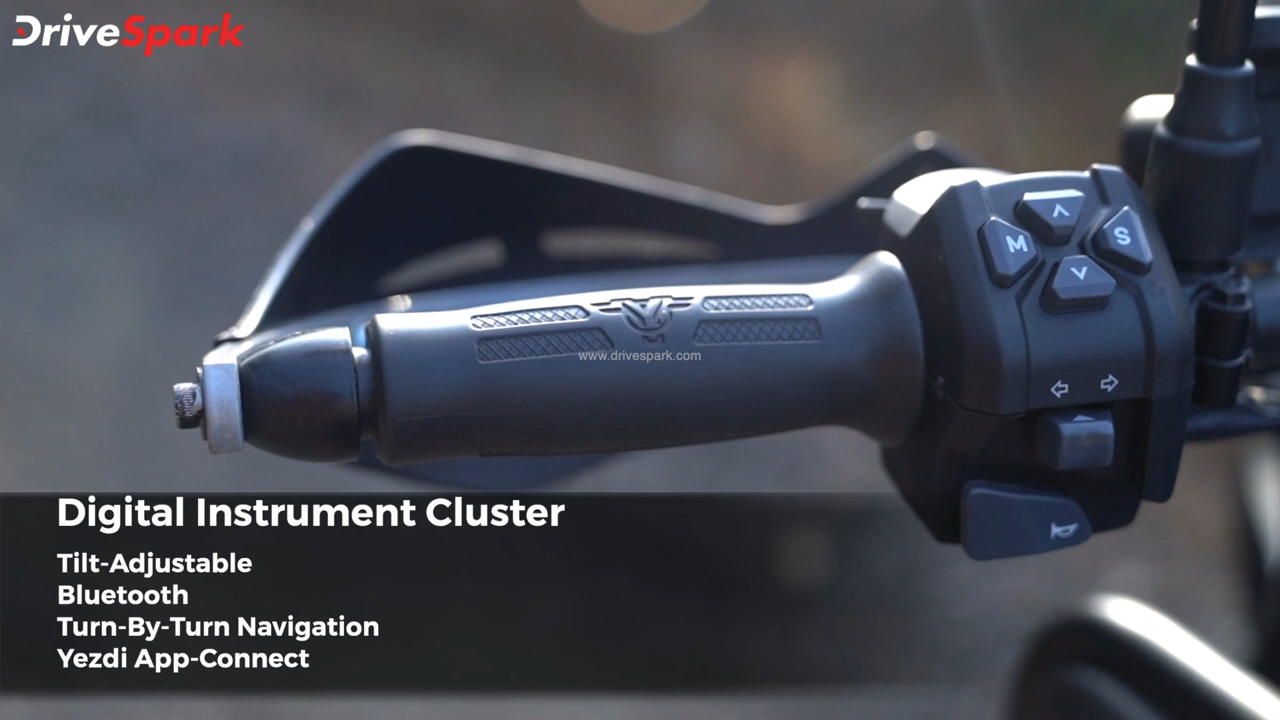 DriveSpark
M
S
www.drivespark.com
Digital Instrument Cluster
Tilt-Adjustable
Bluetooth
Turn-By-Turn Navigation
Yezdi App-Connect